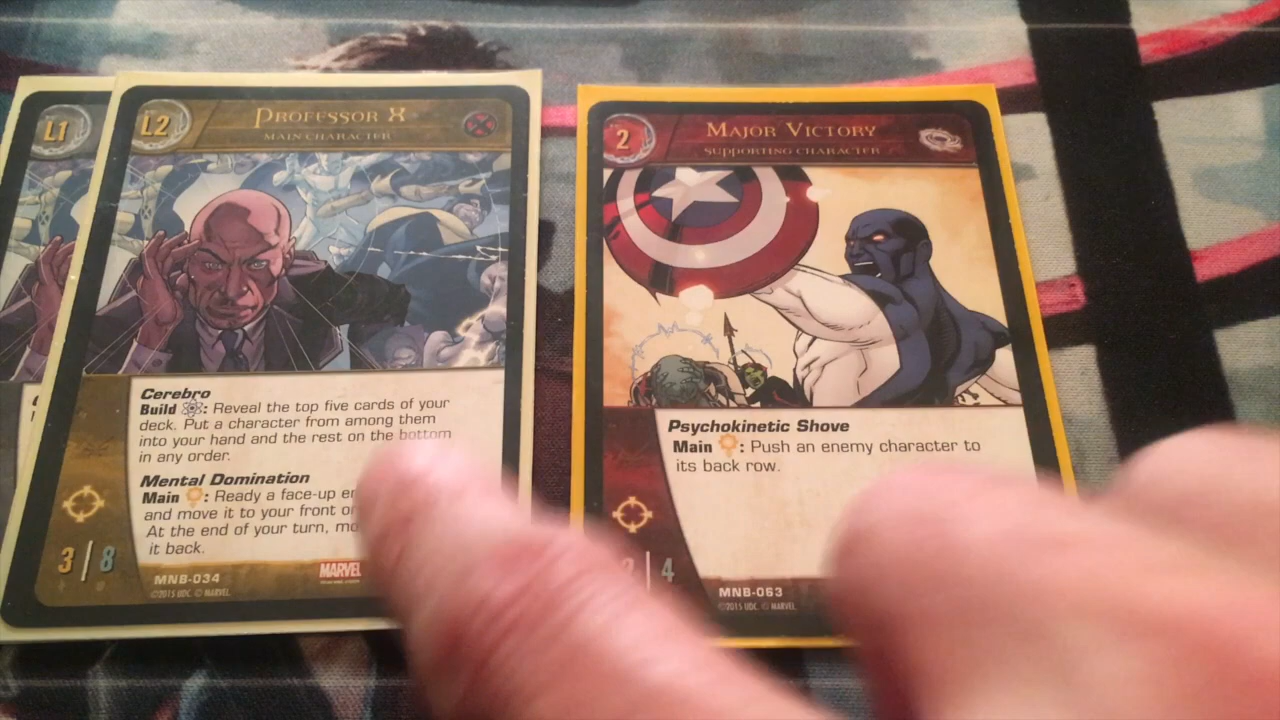 L1
L2
PROFESSOR X
MAIN CHARACTER
Cerebro
Build : Reveal the top five cards of your
deck. Put a character from among them
into your hand and the rest on the bottom
in any order.
Mental Domination
Main : Ready a face-up
and move it to your front
At the end of your turn,
it back.
3 | 8
MNB-034
MARVEL
©2015 UDC. © MARVEL.
2
MAJOR VICTORY
SUPPORTING CHARACTER
Psychokinetic Shove
Main : Push an enemy character to
its back row.
| 4
MNB-063
©2015 UDC. © MARVEL.